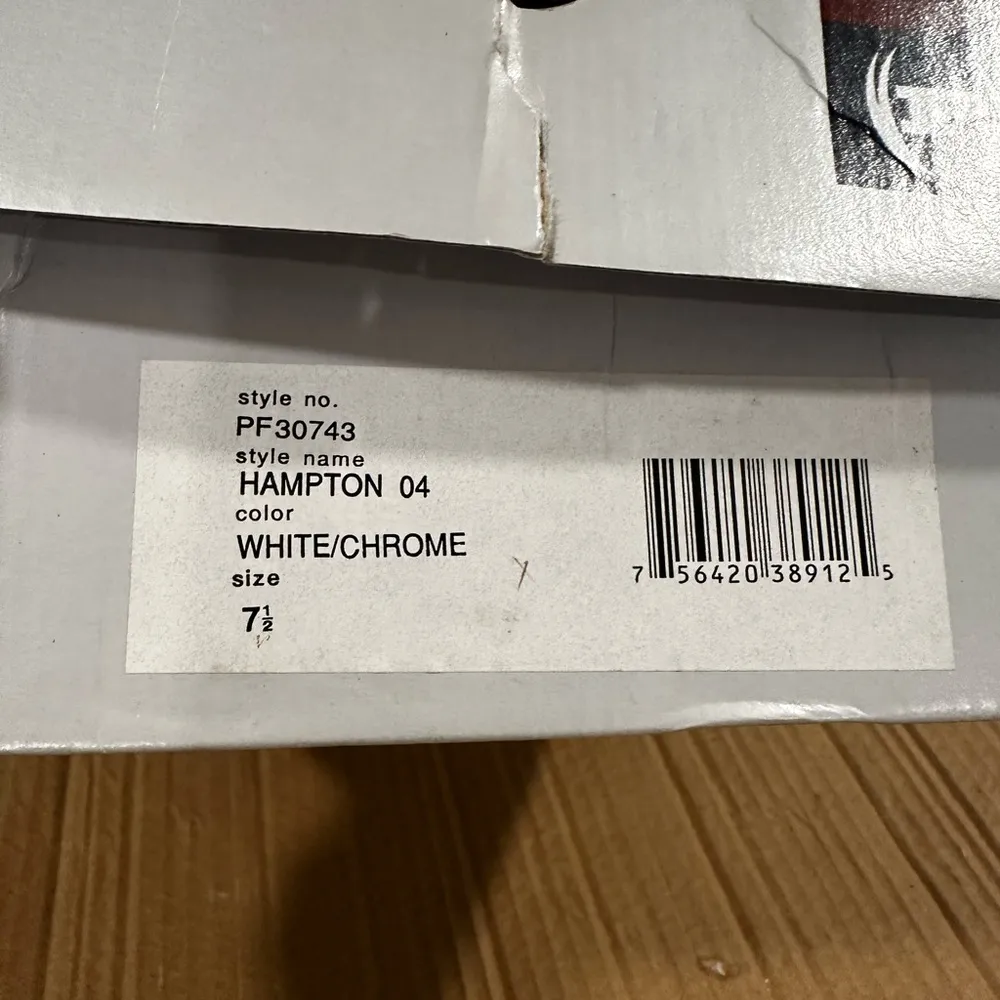 style no.
PF30743
style name
HAMPTON 04
color
WHITE/CHROME
size
7½
7 56420 38912 5